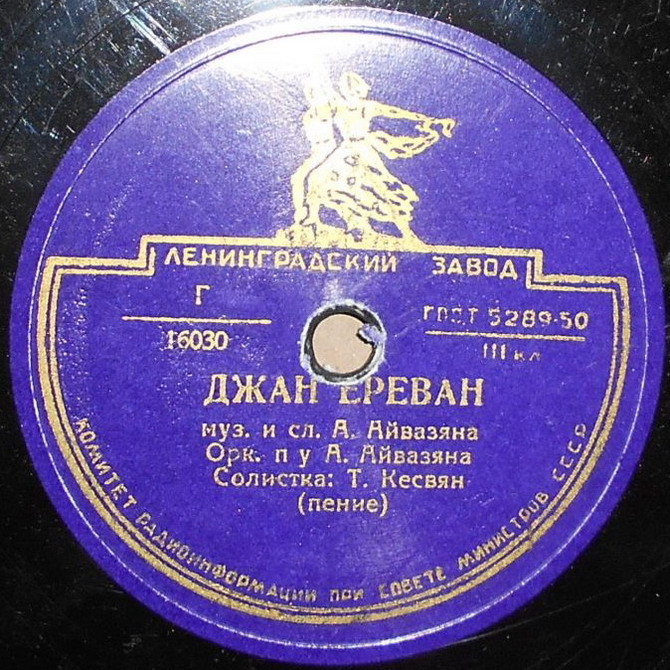 ЛЕНИНГРАДСКИЙ ЗАВОД
Г
16030
ГОСТ 5289-50
III кл
ДЖАН ЕРЕВАН
муз. и сл. А. Айвазяна
Орк. п у А. Айвазяна
Солистка: Т. Кесвян
(пение)
КОМИТЕТ РАДИОИНФОРМАЦИИ ПРИ СОВЕТЕ МИНИСТРОВ СССР